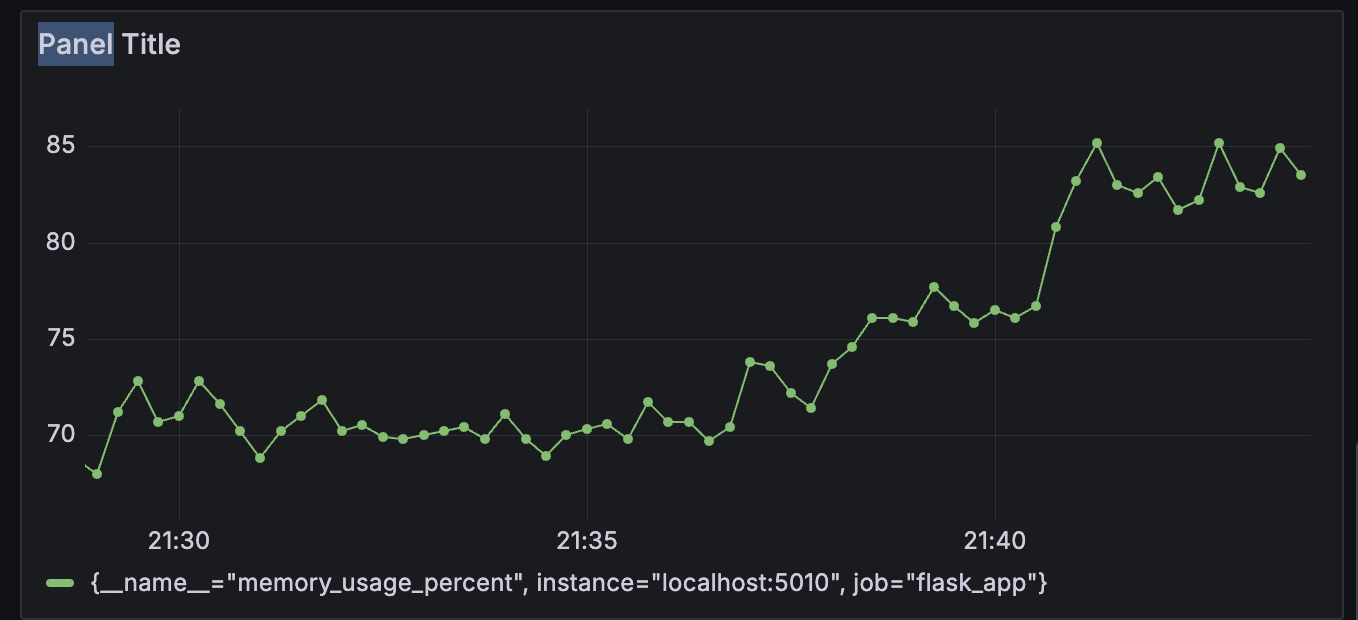 Panel Title
85
80
75
70
21:30 21:35 21:40
{__name__="memory_usage_percent", instance="localhost:5010", job="flask_app"}